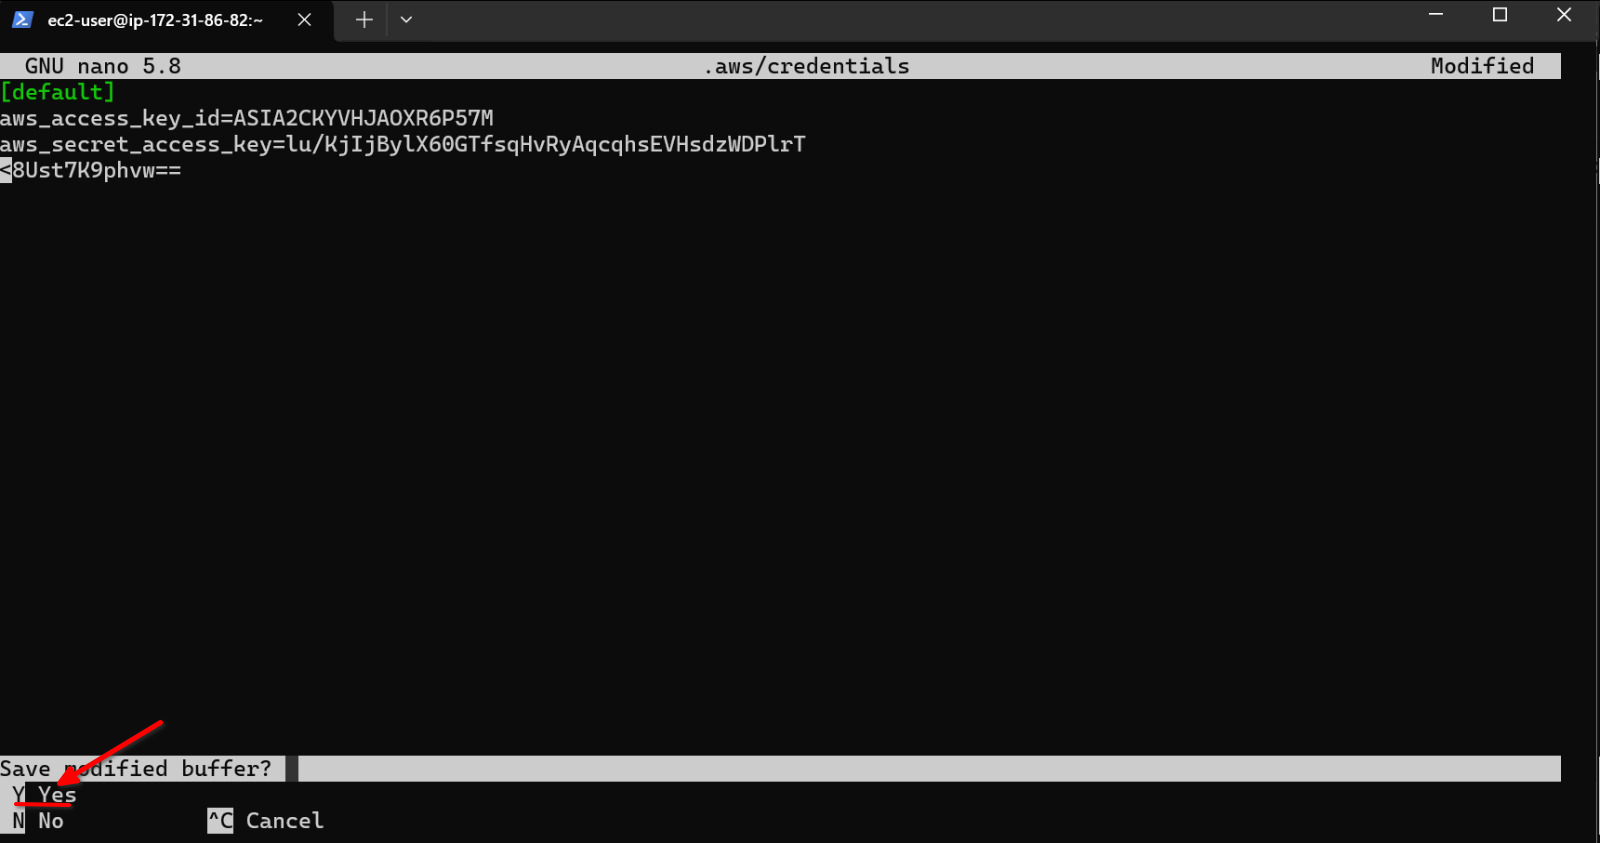 ec2-user@ip-172-31-86-82:~
GNU nano 5.8 .aws/credentials Modified
[default]
aws_access_key_id=ASIA2CKYVHJAOXR6P57M
aws_secret_access_key=lu/KjIjBylX60GTfsqHvRyAqcqhsEVHsdzWDPlrT
<8Ust7K9phvw==
Save modified buffer?
Y Yes
N No ^C Cancel